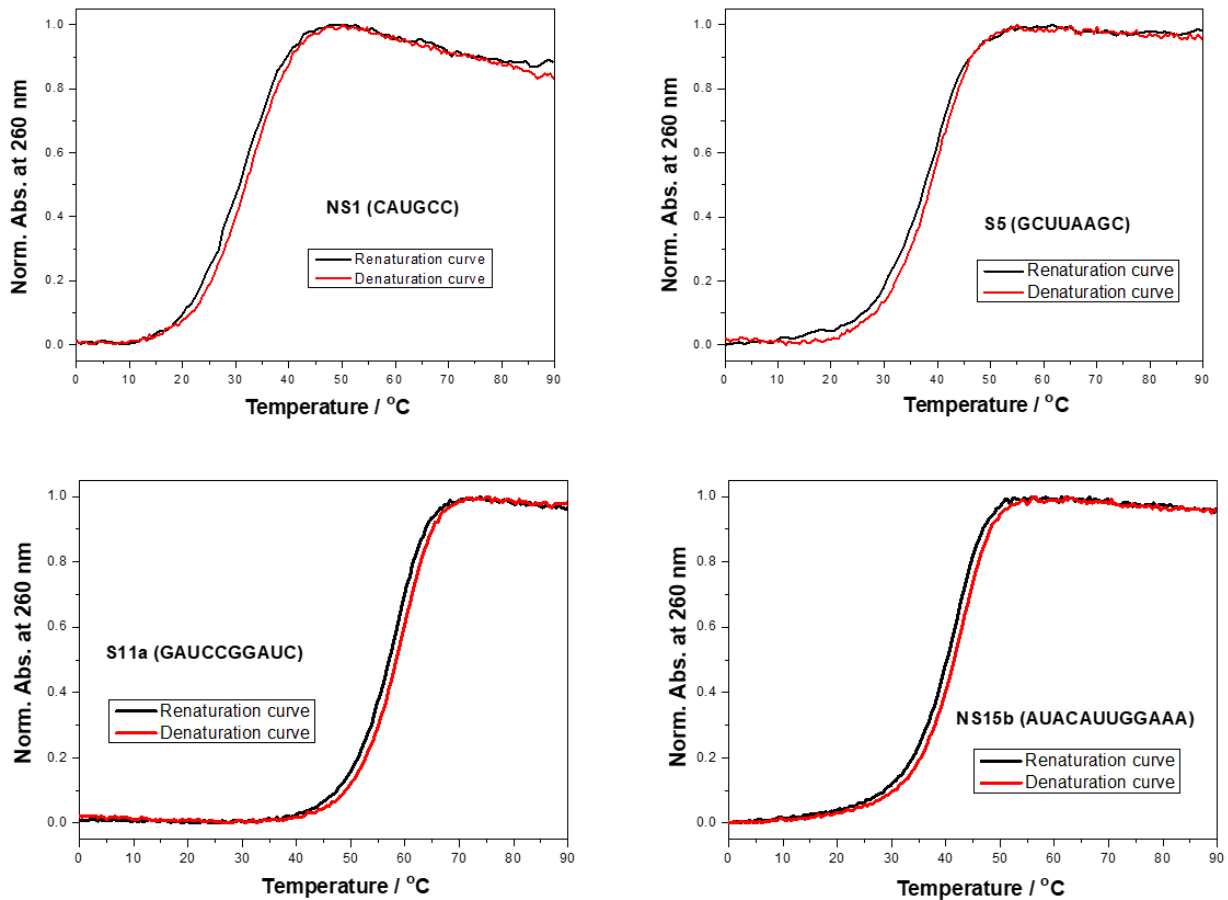 Norm. Abs. at 260 nm
1.0
0.8
0.6
0.4
0.2
0.0
NS1 (CAUGCC)
Renaturation curve
Denaturation curve
0 10 20 30 40 50 60 70 80 90
Temperature / °C
Norm. Abs. at 260 nm
1.0
0.8
0.6
0.4
0.2
0.0
S5 (GCUUAAGC)
Renaturation curve
Denaturation curve
0 10 20 30 40 50 60 70 80 90
Temperature / °C
Norm. Abs. at 260 nm
1.0
0.8
0.6
0.4
0.2
0.0
S11a (GAUCCGGAUC)
Renaturation curve
Denaturation curve
0 10 20 30 40 50 60 70 80 90
Temperature / °C
Norm. Abs. at 260 nm
1.0
0.8
0.6
0.4
0.2
0.0
NS15b (AUACAUUGGAAA)
Renaturation curve
Denaturation curve
0 10 20 30 40 50 60 70 80 90
Temperature / °C